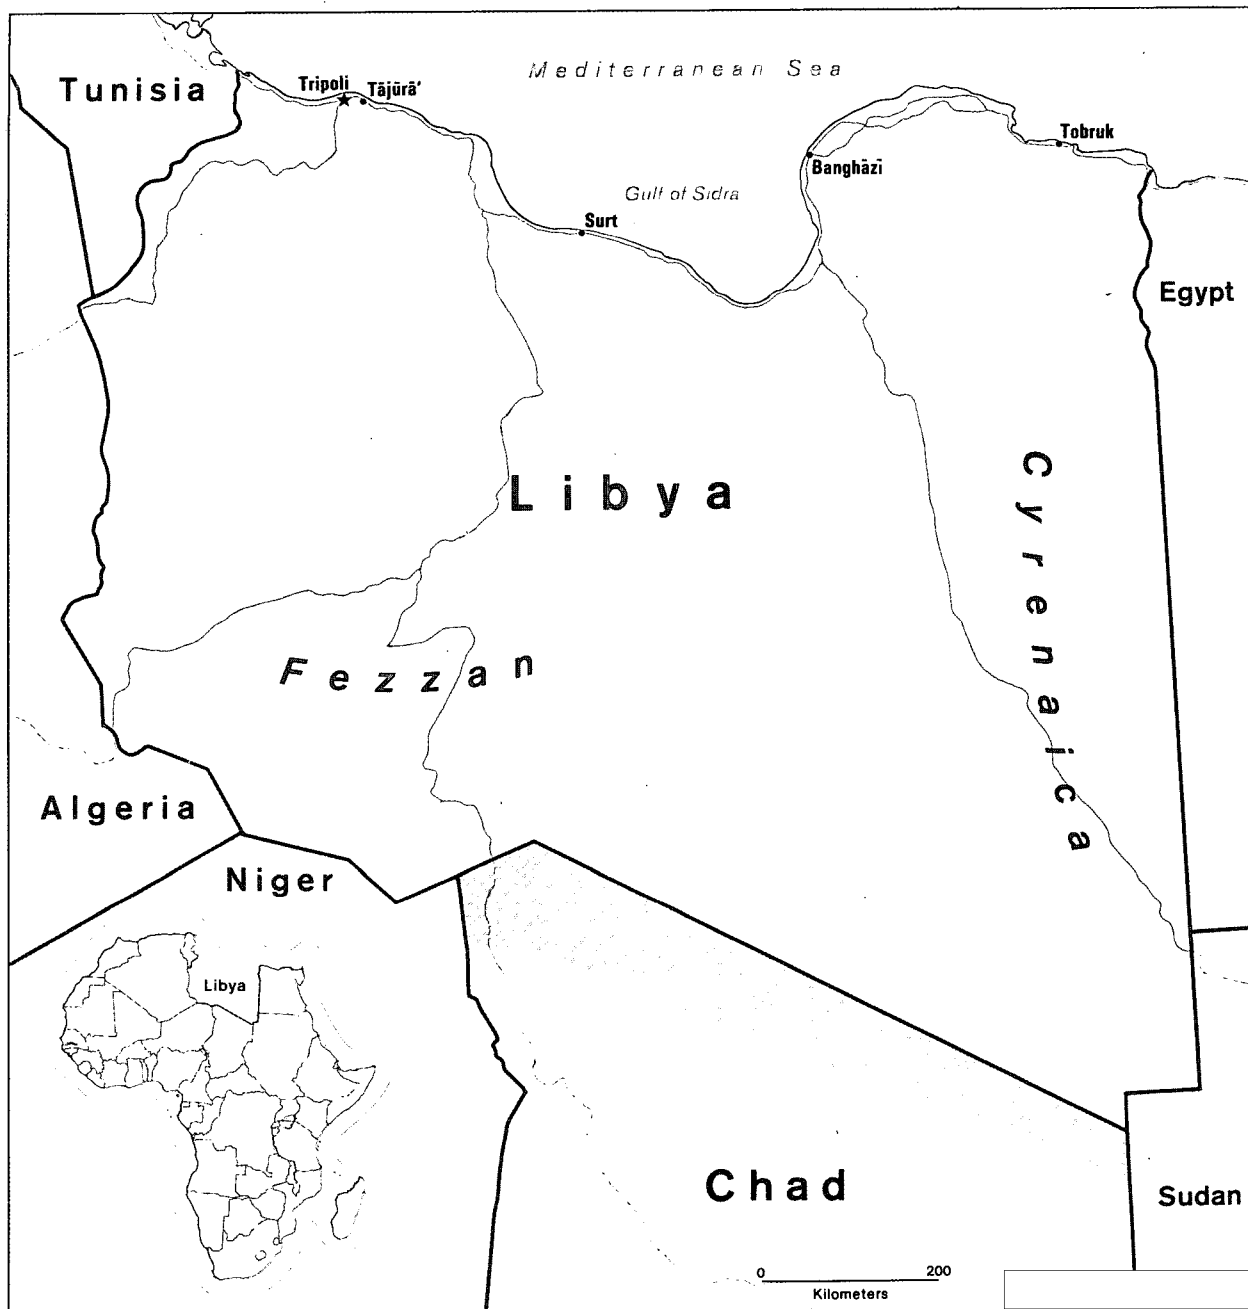 Mediterranean Sea
Tunisia
Tripoli
Tājūrā'
Tobruk
Banghāzī
Gulf of Sidra
Surt
Egypt
Libya
Cyrenaica
Fezzan
Algeria
Niger
Libya
Chad
Sudan
0 200
Kilometers